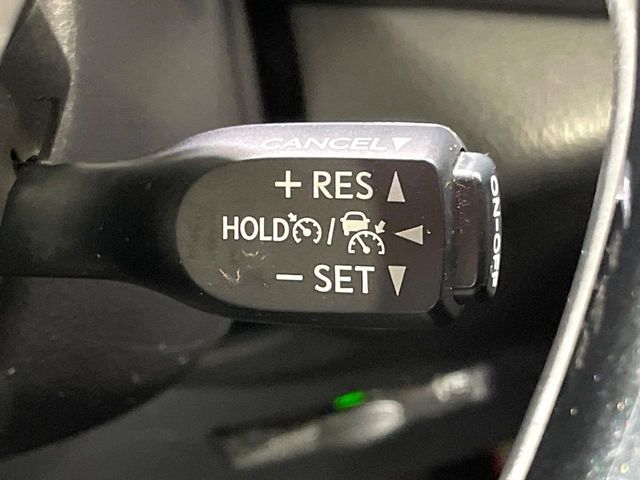 CANCEL▼
+ RES ▲
HOLD / ◀
− SET ▼
ON-OFF